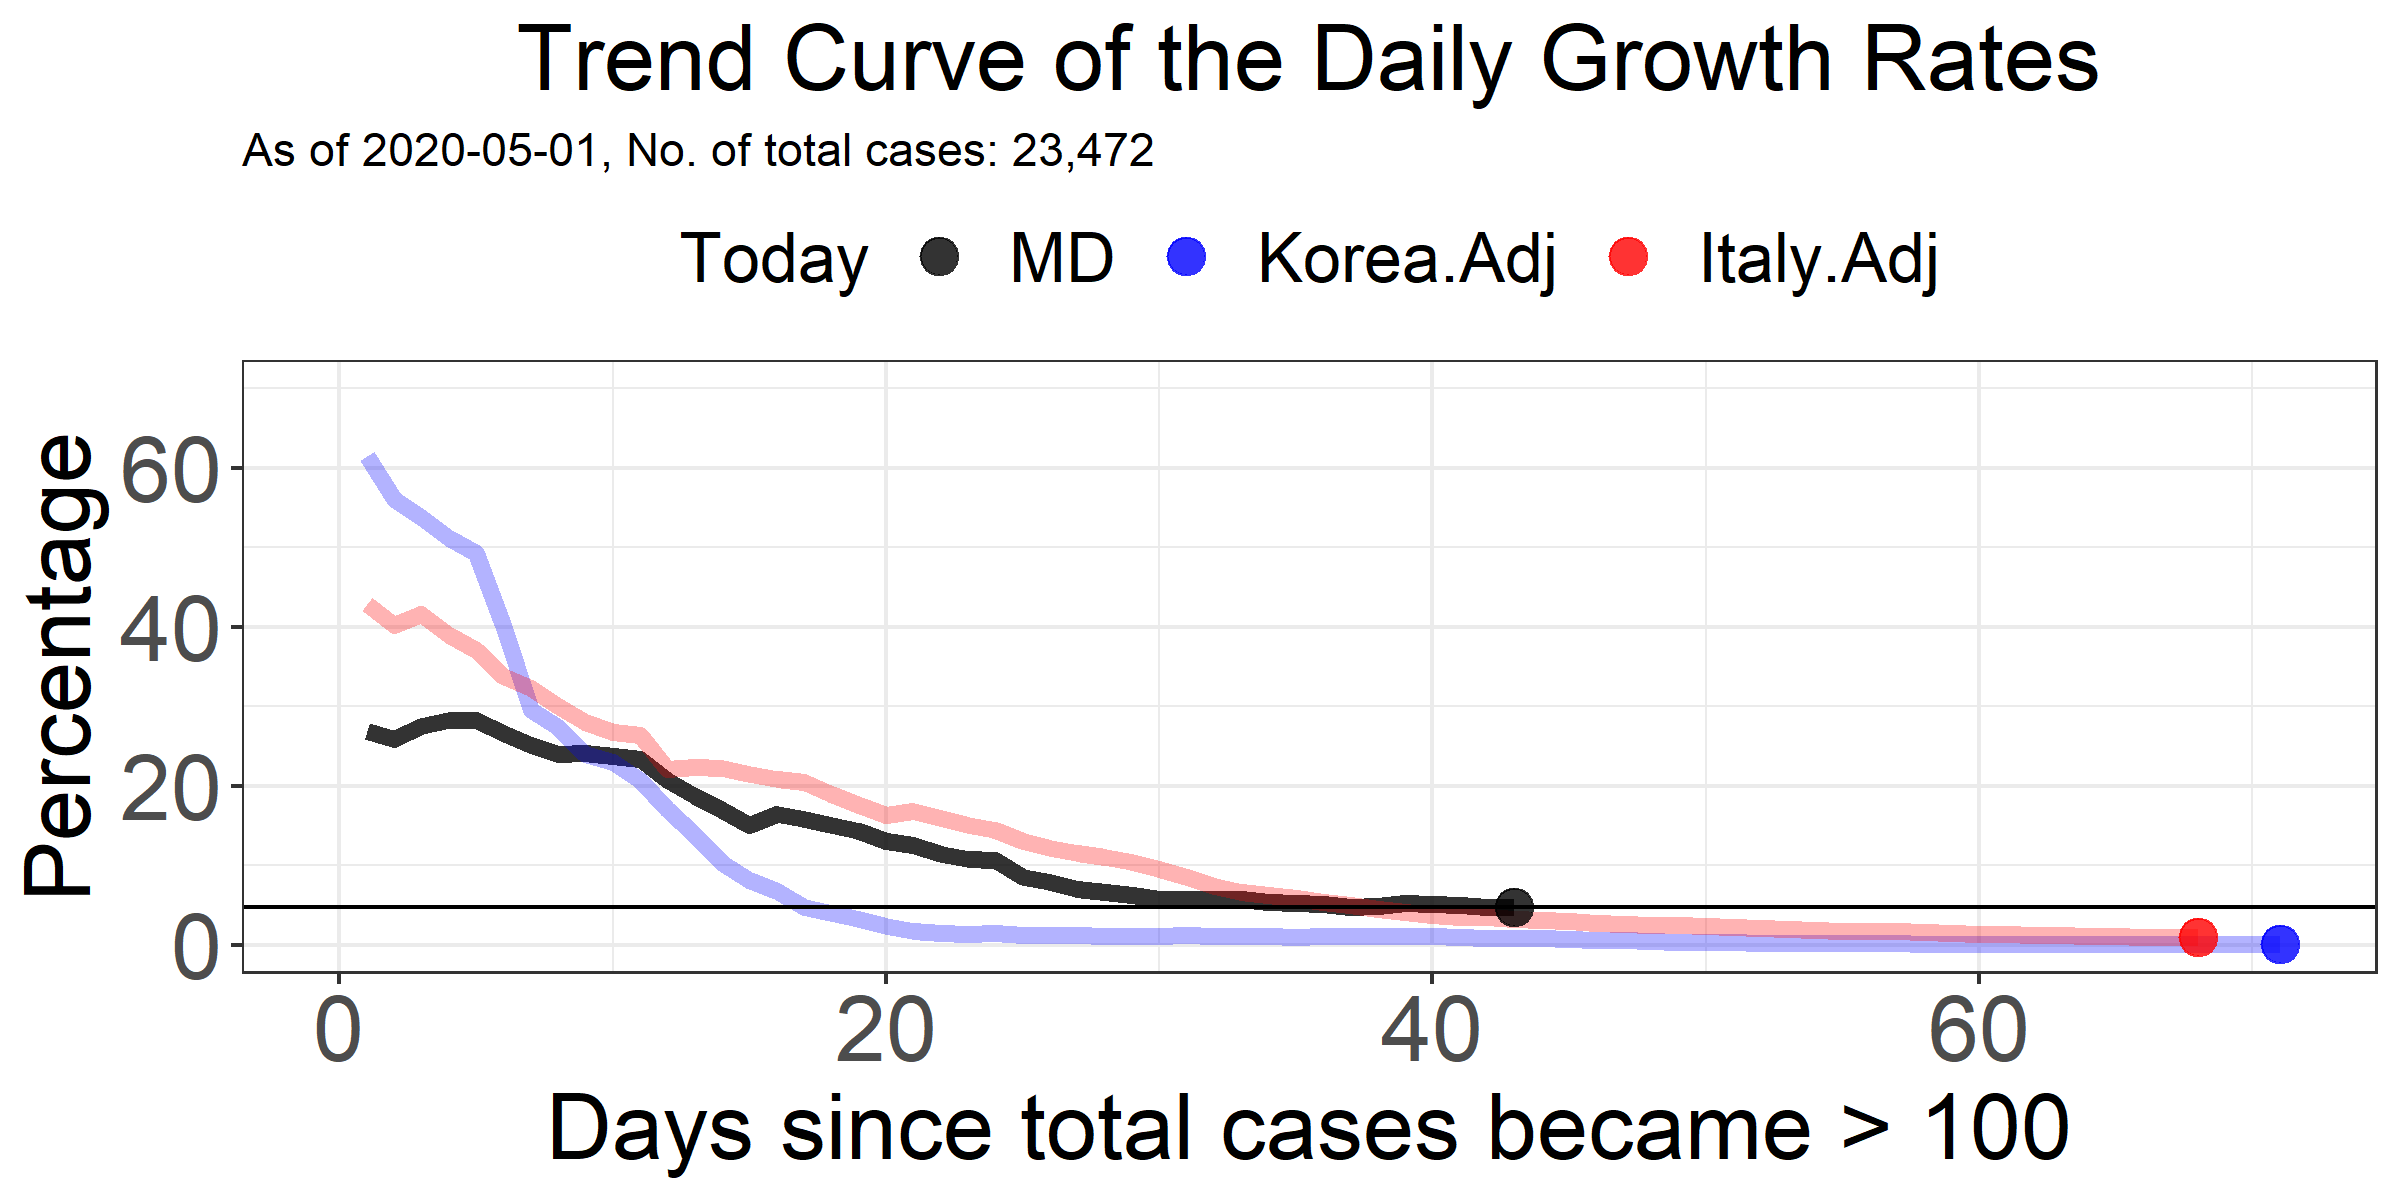 Trend Curve of the Daily Growth Rates
As of 2020-05-01, No. of total cases: 23,472
Today MD Korea.Adj Italy.Adj
Percentage
60
40
20
0
0 20 40 60
Days since total cases became > 100